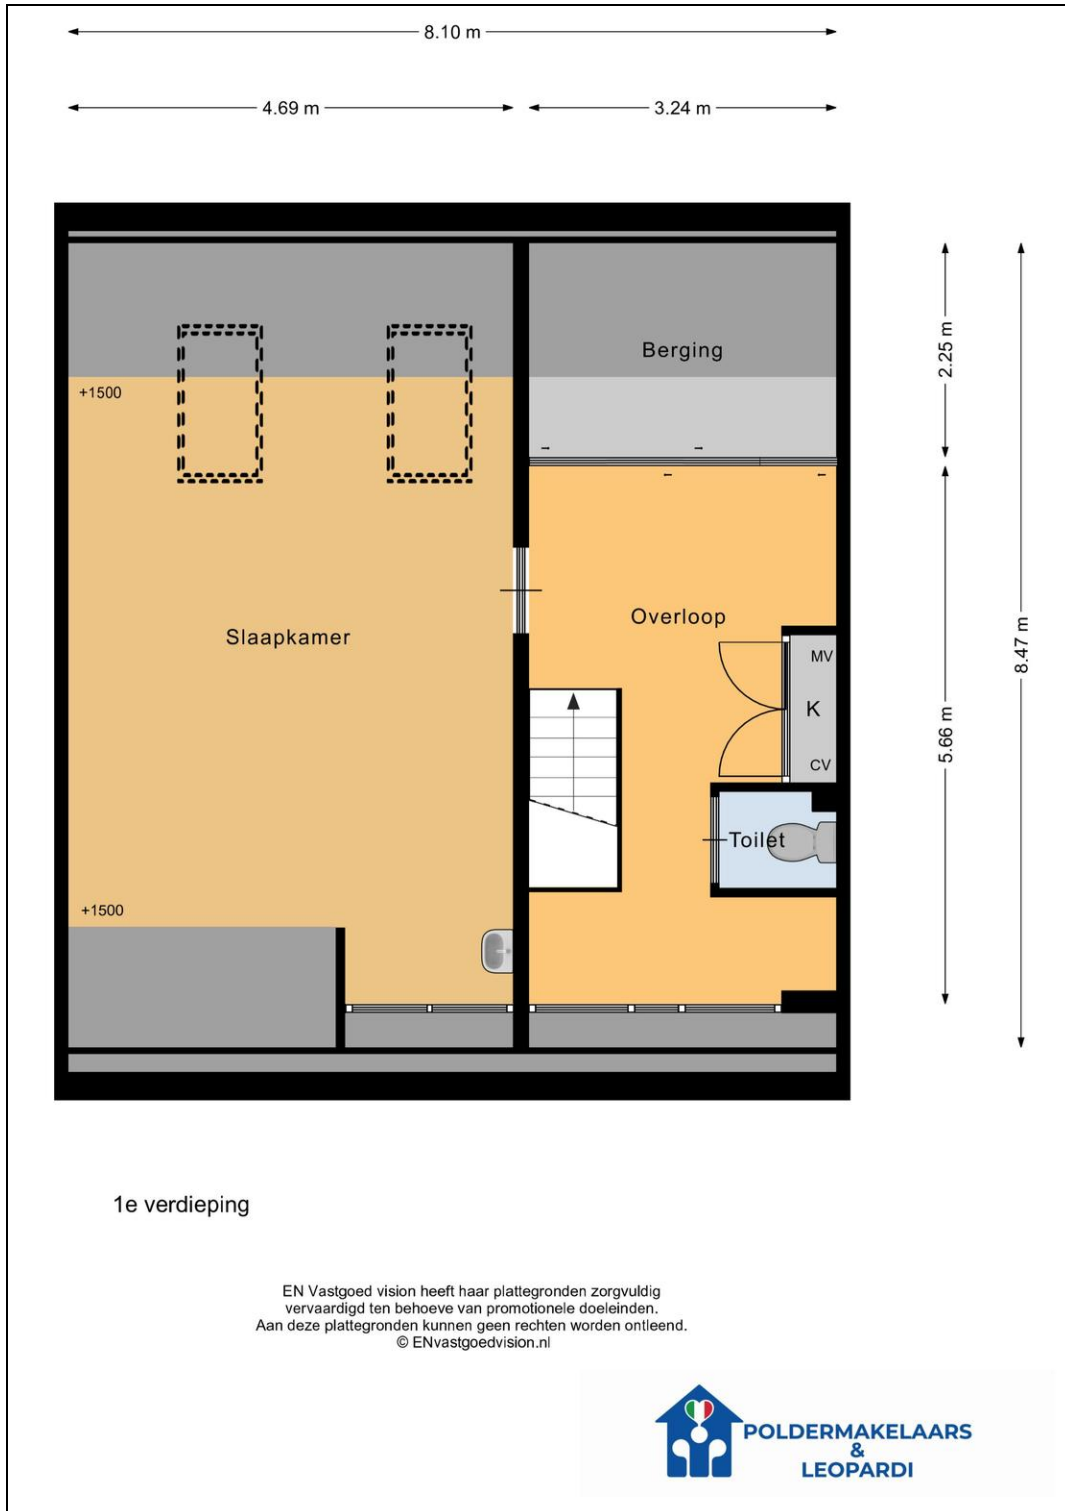 8.10 m
4.69 m
3.24 m
Berging
2.25 m
+1500
Overloop
Slaapkamer
8.47 m
MV
K
5.66 m
CV
Toilet
+1500
1e verdieping
EN Vastgoed vision heeft haar plattegronden zorgvuldig
vervaardigd ten behoeve van promotionele doeleinden.
Aan deze plattegronden kunnen geen rechten worden ontleend.
© ENvastgoedvision.nl
POLDERMAKELAARS
&
LEOPARDI